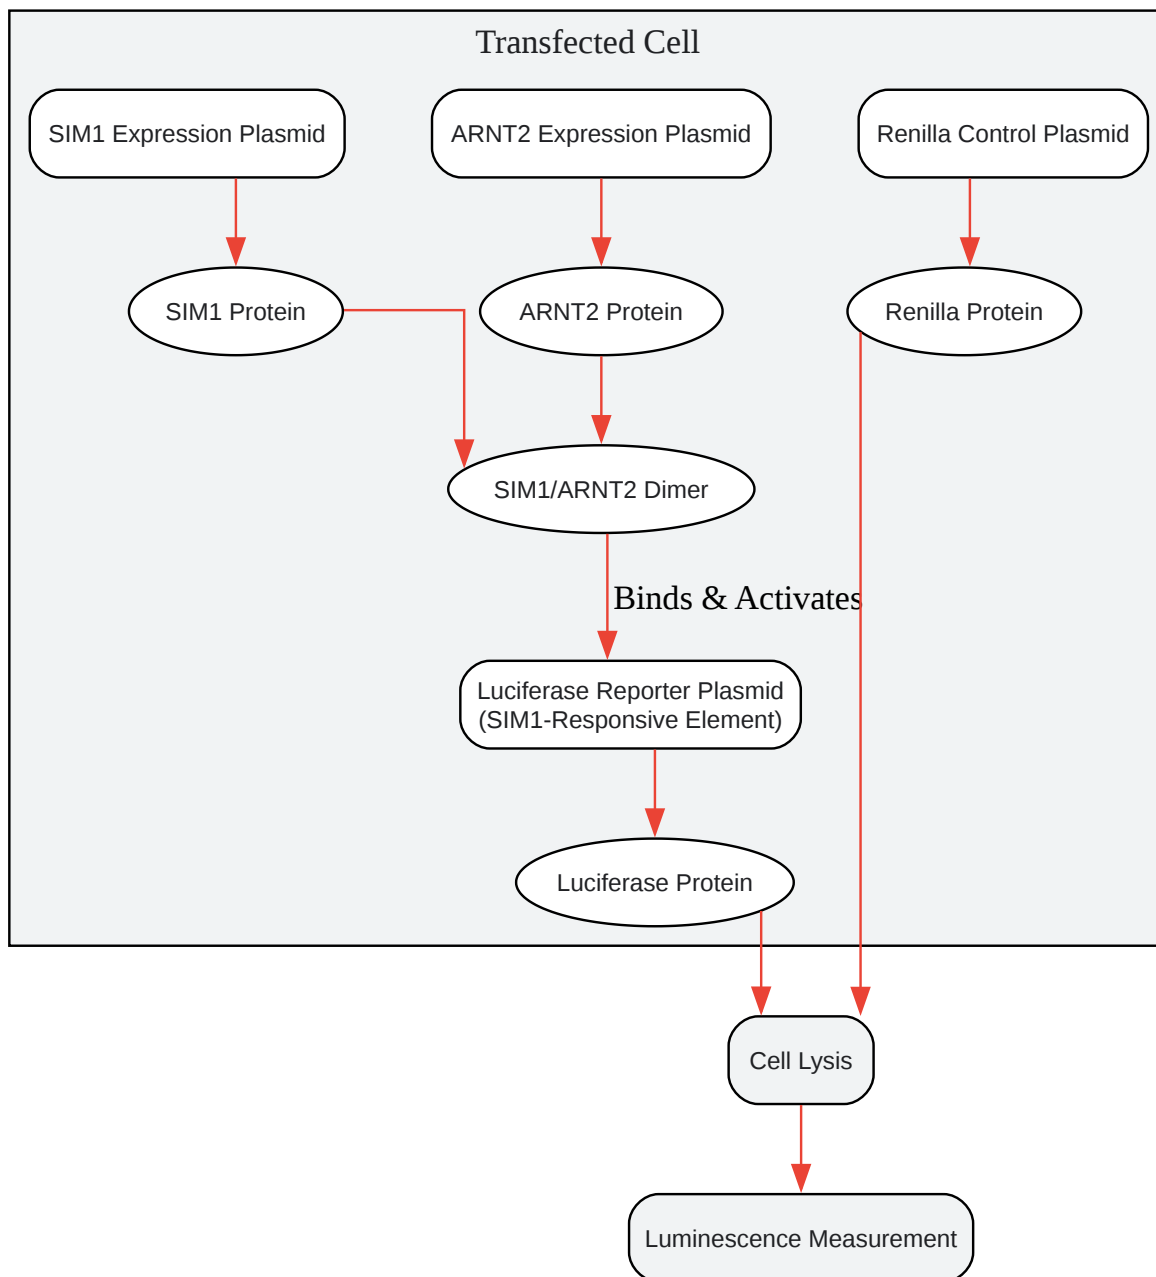 Transfected Cell
SIM1 Expression Plasmid
ARNT2 Expression Plasmid
Renilla Control Plasmid
SIM1 Protein
ARNT2 Protein
Renilla Protein
SIM1/ARNT2 Dimer
Binds & Activates
Luciferase Reporter Plasmid
(SIM1-Responsive Element)
Luciferase Protein
Cell Lysis
Luminescence Measurement